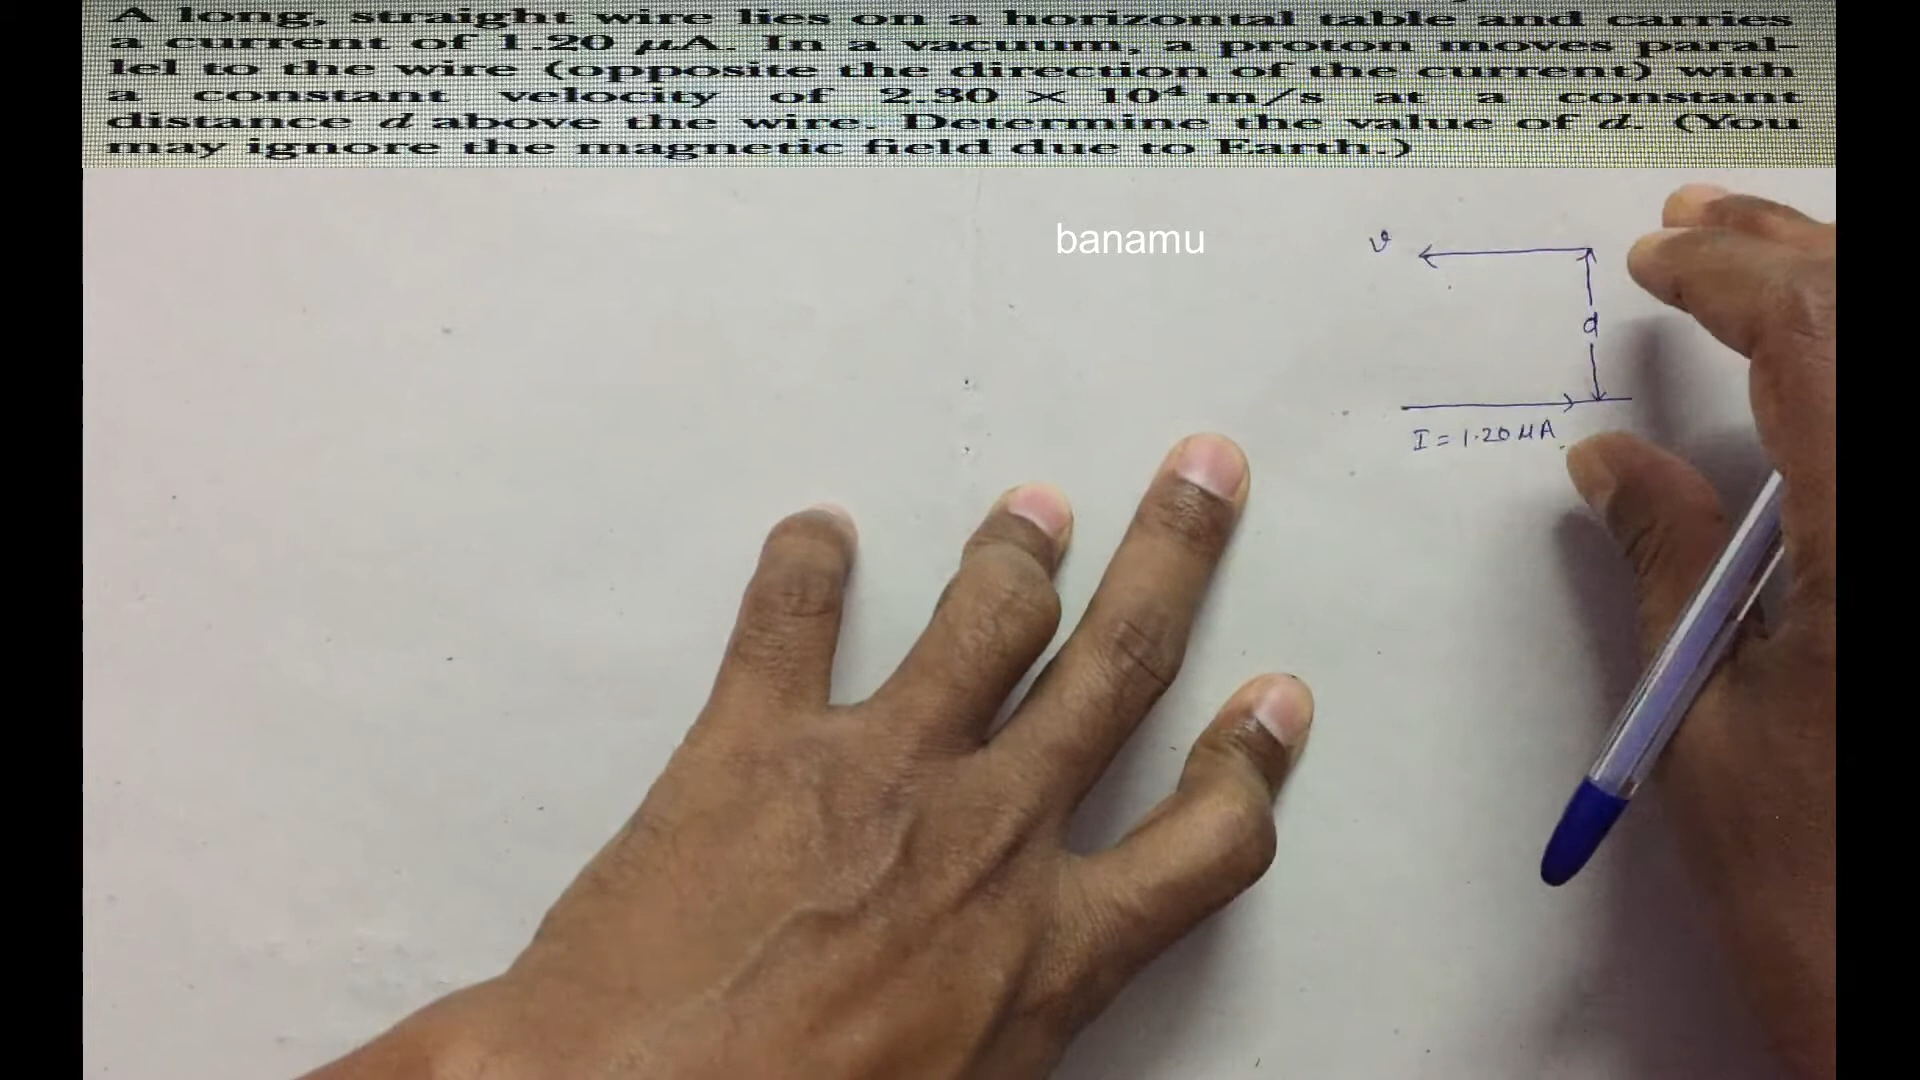 A long, straight wire lies on a horizontal table and carries
a current of 1.20 μA. In a vacuum, a proton moves paral-
lel to the wire (opposite the direction of the current) with
a constant velocity of 2.30 × 10⁴ m/s at a constant
distance d above the wire. Determine the value of d. (You
may ignore the magnetic field due to Earth.)
banamu
v
d
I = 1.20 μA